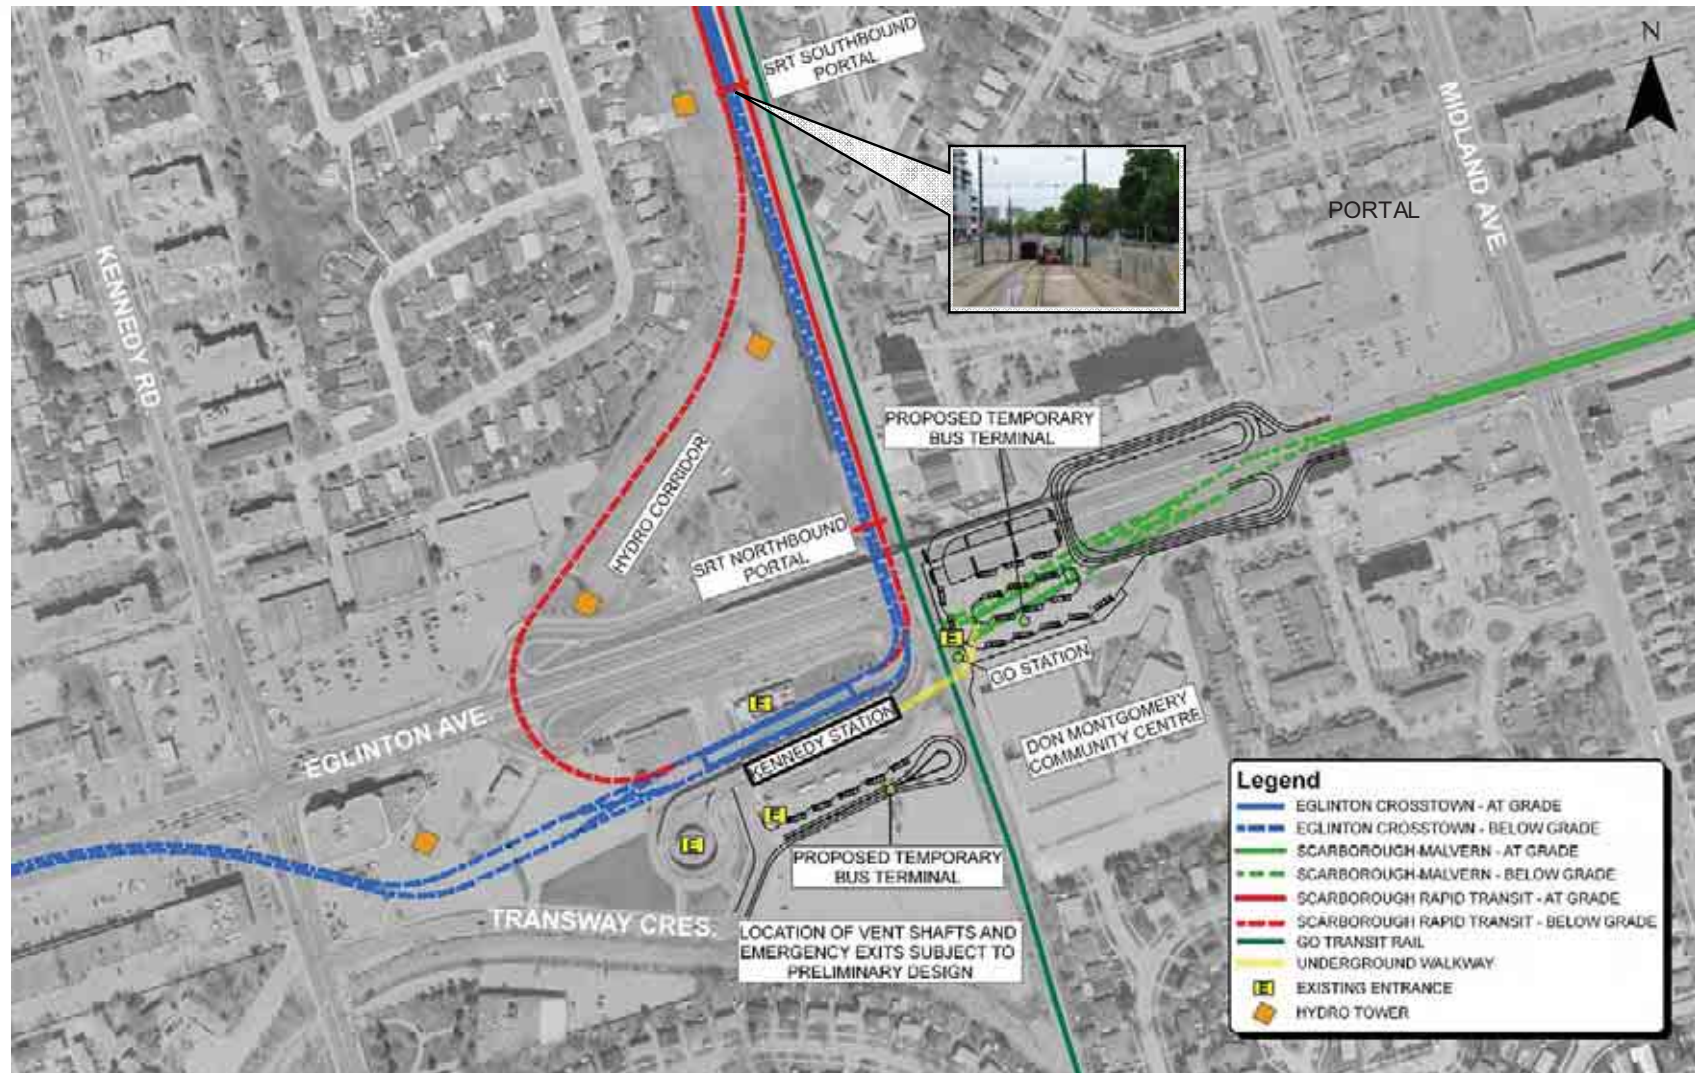 SRT SOUTHBOUND
PORTAL
N
MIDLAND AVE
PORTAL
KENNEDY RD
PROPOSED TEMPORARY
BUS TERMINAL
HYDRO CORRIDOR
SRT NORTHBOUND
PORTAL
E
GO STATION
E
EGLINTON AVE.
KENNEDY STATION
DON MONTGOMERY
COMMUNITY CENTRE
E
E
PROPOSED TEMPORARY
BUS TERMINAL
TRANSWAY CRES.
LOCATION OF VENT SHAFTS AND
EMERGENCY EXITS SUBJECT TO
PRELIMINARY DESIGN
Legend
EGLINTON CROSSTOWN - AT GRADE
EGLINTON CROSSTOWN - BELOW GRADE
SCARBOROUGH-MALVERN - AT GRADE
SCARBOROUGH-MALVERN - BELOW GRADE
SCARBOROUGH RAPID TRANSIT - AT GRADE
SCARBOROUGH RAPID TRANSIT - BELOW GRADE
GO TRANSIT RAIL
UNDERGROUND WALKWAY
E EXISTING ENTRANCE
HYDRO TOWER